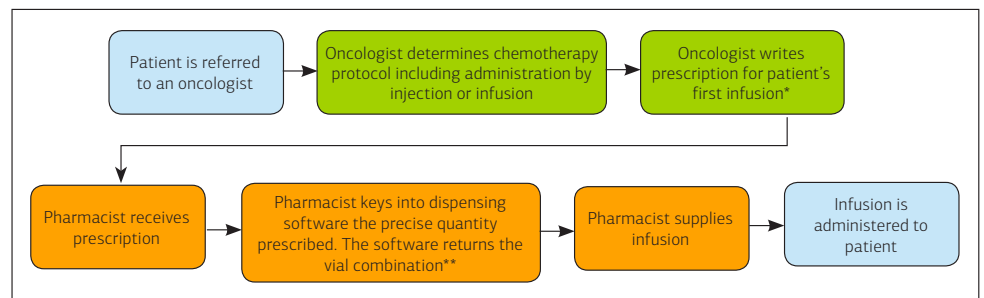 Patient is referred
to an oncologist
Oncologist determines chemotherapy
protocol including administration by
injection or infusion
Oncologist writes
prescription for patient's
first infusion*
Pharmacist receives
prescription
Pharmacist keys into dispensing
software the precise quantity
prescribed. The software returns the
vial combination**
Pharmacist supplies
infusion
Infusion is
administered to
patient